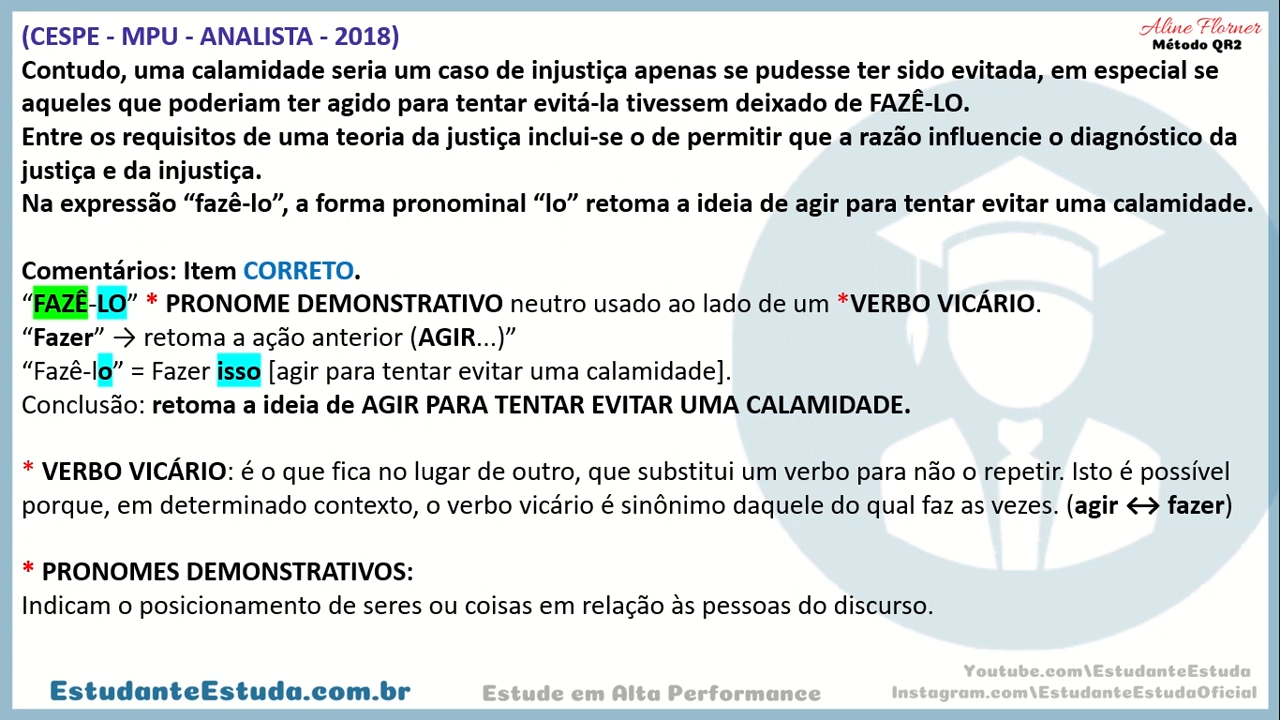 (CESPE - MPU - ANALISTA - 2018)
Aline Florner
Método QR2
Contudo, uma calamidade seria um caso de injustiça apenas se pudesse ter sido evitada, em especial se
aqueles que poderiam ter agido para tentar evitá-la tivessem deixado de FAZÊ-LO.
Entre os requisitos de uma teoria da justiça inclui-se o de permitir que a razão influencie o diagnóstico da
justiça e da injustiça.
Na expressão “fazê-lo”, a forma pronominal “lo” retoma a ideia de agir para tentar evitar uma calamidade.
Comentários: Item CORRETO.
“FAZÊ-LO” * PRONOME DEMONSTRATIVO neutro usado ao lado de um *VERBO VICÁRIO.
“Fazer” → retoma a ação anterior (AGIR...)”
“Fazê-lo” = Fazer isso [agir para tentar evitar uma calamidade].
Conclusão: retoma a ideia de AGIR PARA TENTAR EVITAR UMA CALAMIDADE.
* VERBO VICÁRIO: é o que fica no lugar de outro, que substitui um verbo para não o repetir. Isto é possível
porque, em determinado contexto, o verbo vicário é sinônimo daquele do qual faz as vezes. (agir ↔ fazer)
* PRONOMES DEMONSTRATIVOS:
Indicam o posicionamento de seres ou coisas em relação às pessoas do discurso.
EstudanteEstuda.com.br
Estude em Alta Performance
Youtube.com\EstudanteEstuda
Instagram.com\EstudanteEstudaOficial